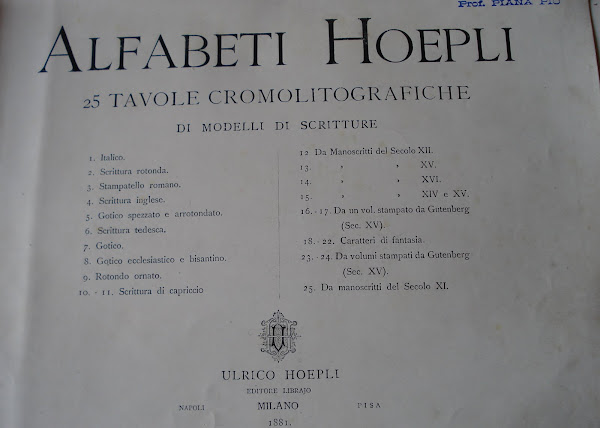 Prof. PIANA PIO
ALFABETI HOEPLI
25 TAVOLE CROMOLITOGRAFICHE
DI MODELLI DI SCRITTURE
1. Italico.
2. Scrittura rotonda.
3. Stampatello romano.
4. Scrittura inglese.
5. Gotico spezzato e arrotondato.
6. Scrittura tedesca.
7. Gotico.
8. Gotico ecclesiastico e bisantino.
9. Rotondo ornato.
10. - 11. Scrittura di capriccio
12. Da Manoscritti del Secolo XII.
13. » » XV.
14. » » XVI.
15. » » XIV e XV.
16. - 17. Da un vol. stampato da Gutenberg
(Sec. XV).
18. - 22. Caratteri di fantasia.
23. - 24. Da volumi stampati da Gutenberg
(Sec. XV).
25. Da manoscritti del Secolo XI.
ULRICO HOEPLI
EDITORE LIBRAJO
NAPOLI MILANO PISA
1881.